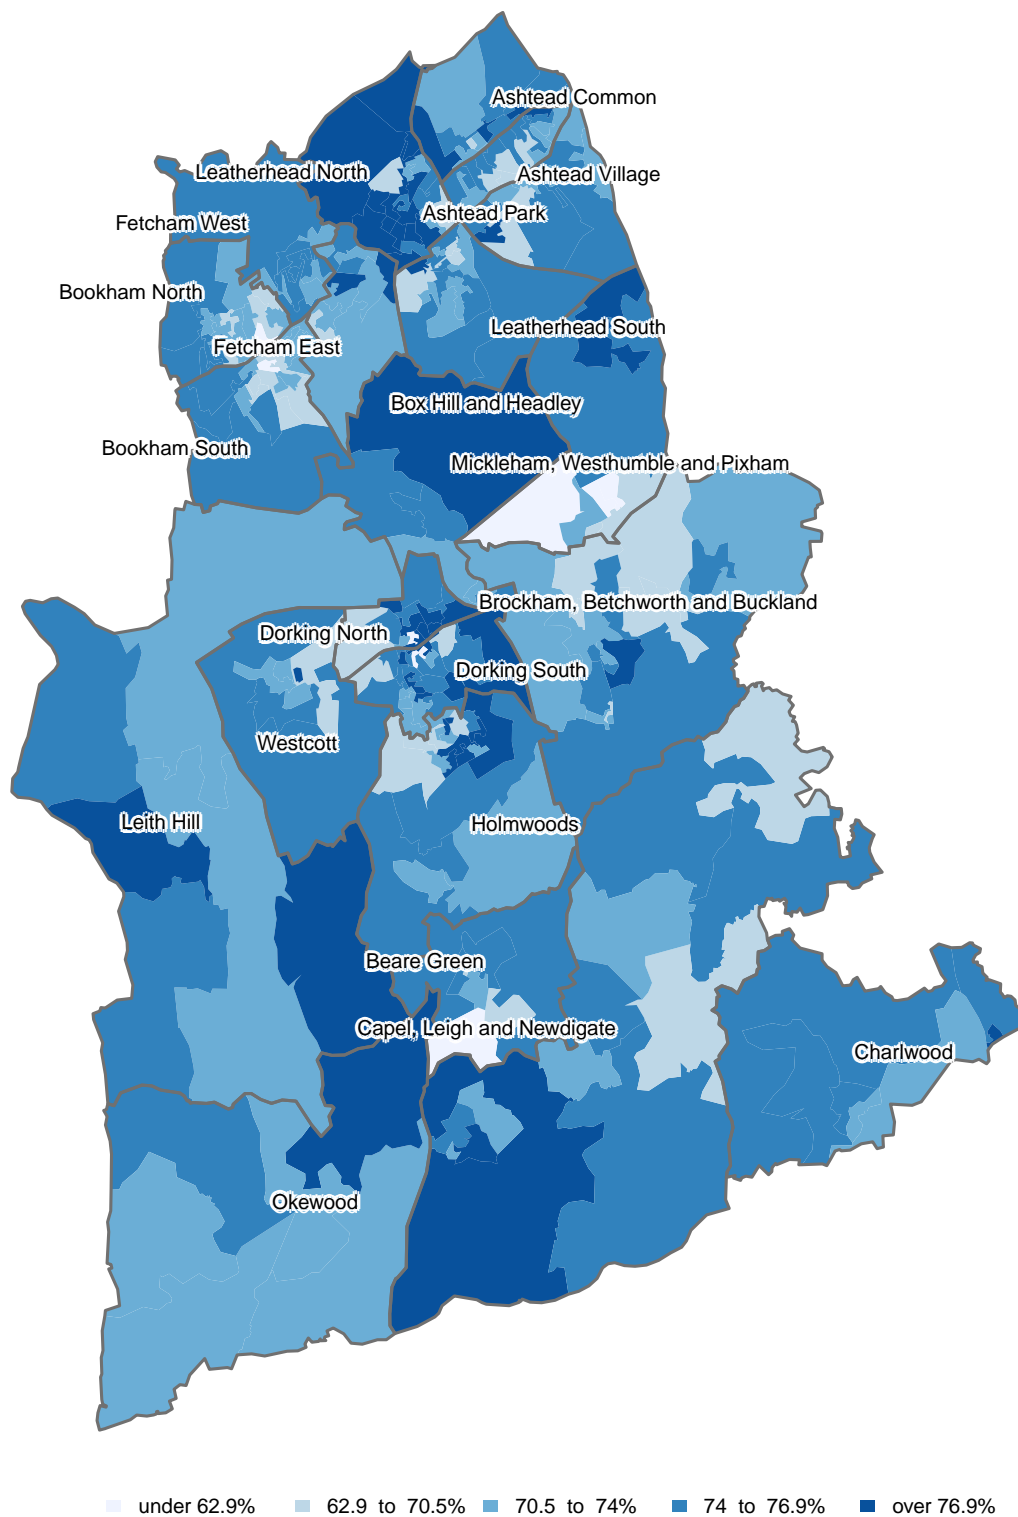 Ashtead Common
Leatherhead North
Ashtead Village
Ashtead Park
Fetcham West
Bookham North
Leatherhead South
Fetcham East
Box Hill and Headley
Bookham South
Mickleham, Westhumble and Pixham
Brockham, Betchworth and Buckland
Dorking North
Dorking South
Westcott
Leith Hill
Holmwoods
Beare Green
Capel, Leigh and Newdigate
Charlwood
Okewood
under 62.9% 62.9 to 70.5% 70.5 to 74% 74 to 76.9% over 76.9%